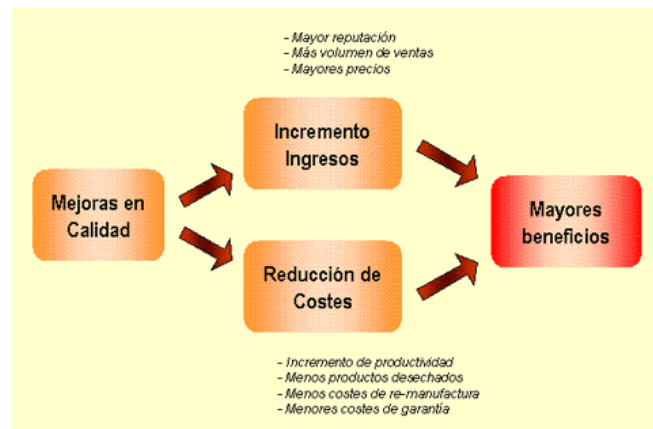 - Mayor reputación
- Más volumen de ventas
- Mayores precios
Incremento
Ingresos
Mejoras en
Calidad
Mayores
beneficios
Reducción de
Costes
- Incremento de productividad
- Menos productos desechados
- Menos costes de re-manufactura
- Menores costes de garantía